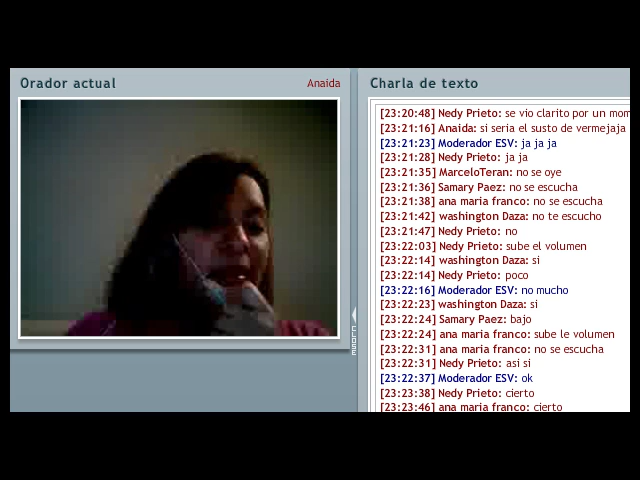 Orador actual
Anaida
Charla de texto
[23:20:48] Nedy Prieto: se vio clarito por un mom
[23:21:16] Anaida: si seria el susto de vermejaja
[23:21:23] Moderador ESV: ja ja ja
[23:21:28] Nedy Prieto: ja ja
[23:21:35] MarceloTeran: no se oye
[23:21:36] Samary Paez: no se escucha
[23:21:38] ana maria franco: no se escucha
[23:21:42] washington Daza: no te escucho
[23:21:47] Nedy Prieto: no
[23:22:03] Nedy Prieto: sube el volumen
[23:22:14] washington Daza: si
[23:22:14] Nedy Prieto: poco
[23:22:16] Moderador ESV: no mucho
[23:22:23] washington Daza: si
[23:22:24] Samary Paez: bajo
[23:22:24] ana maria franco: sube le volumen
[23:22:31] ana maria franco: no se escucha
[23:22:31] Nedy Prieto: asi si
[23:22:37] Moderador ESV: ok
[23:23:38] Nedy Prieto: cierto
[23:23:46] ana maria franco: cierto
CLOSE